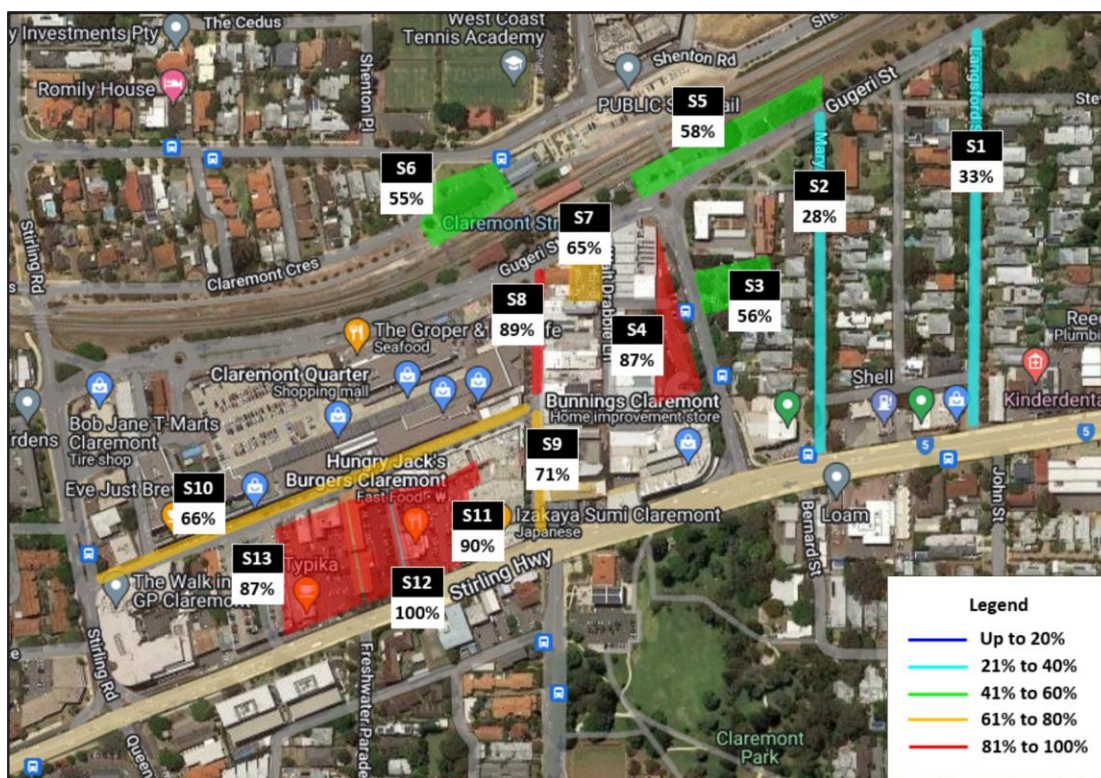 The Cedus
y Investments Pty
West Coast
Tennis Academy
Shenton Pl
Shenton Rd
Romily House
PUBLIC
Gugeri St
Langsford S
Mary
S5
58%
S1
33%
S6
55%
S2
28%
Stirling Rd
Claremont Str
S7
65%
Claremont Cres
Gugeri S
S3
56%
S8
89%
The Groper &
Seafood
S4
87%
Claremont Quarter
Shopping mall
Shell
Bunnings Claremont
Home improvement store
Kinderdenta
Bob Jane T-Marts
Claremont
Tire shop
rdens
5
5
S9
71%
Hungry Jack's
Burgers Claremont
Fast Food
Eve Just Bre
S10
66%
S11
90%
Izakaya Sumi Claremont
Japanese
Loam
John St
Bernard St
S13
87%
Typika
S12
100%
Stirling Hwy
The Walk in
GP Claremont
Stirling Rd
Freshwater Parade
Queen
Claremont
Park
Legend
Up to 20%
21% to 40%
41% to 60%
61% to 80%
81% to 100%